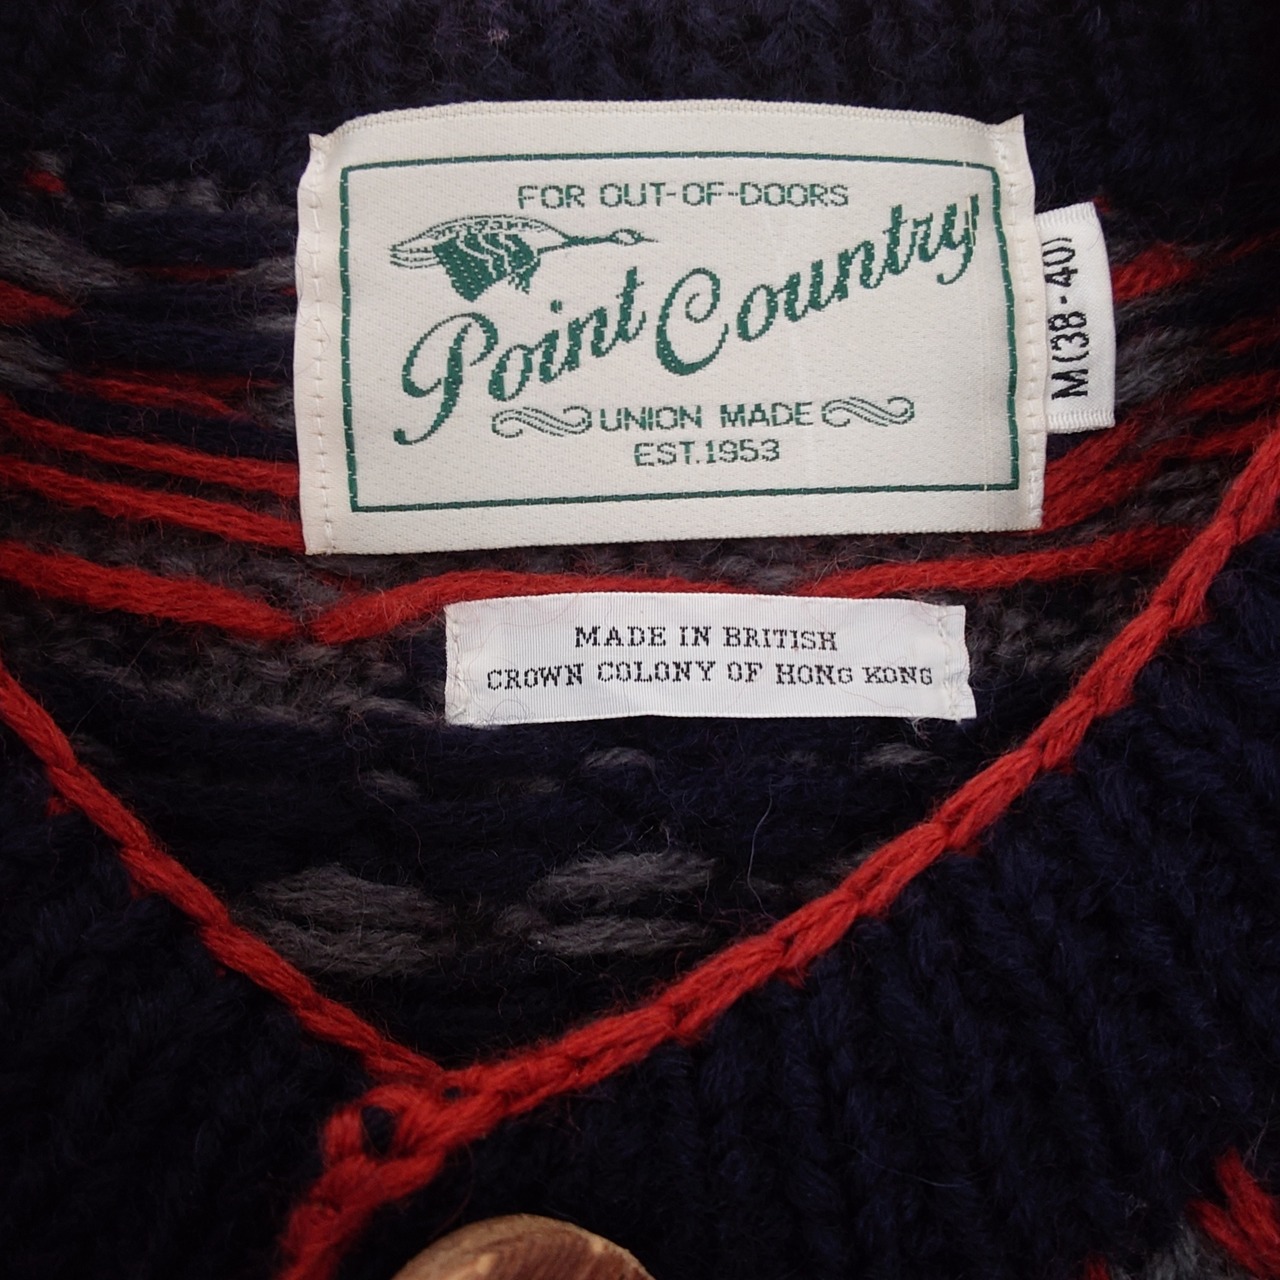 FOR OUT-OF-DOORS
Point Country
UNION MADE
EST.1953
M(38-40)
MADE IN BRITISH
CROWN COLONY OF HONG KONG